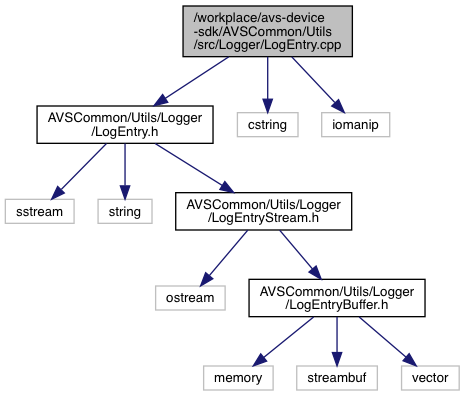 /workplace/avs-device
-sdk/AVSCommon/Utils
/src/Logger/LogEntry.cpp
AVSCommon/Utils/Logger
/LogEntry.h
cstring
iomanip
sstream
string
AVSCommon/Utils/Logger
/LogEntryStream.h
ostream
AVSCommon/Utils/Logger
/LogEntryBuffer.h
memory
streambuf
vector